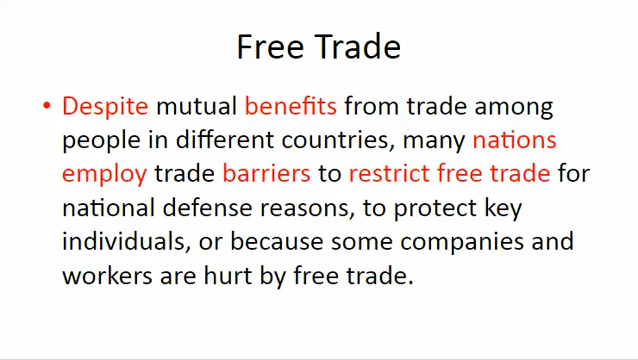 Free Trade
• Despite mutual benefits from trade among
people in different countries, many nations
employ trade barriers to restrict free trade for
national defense reasons, to protect key
individuals, or because some companies and
workers are hurt by free trade.